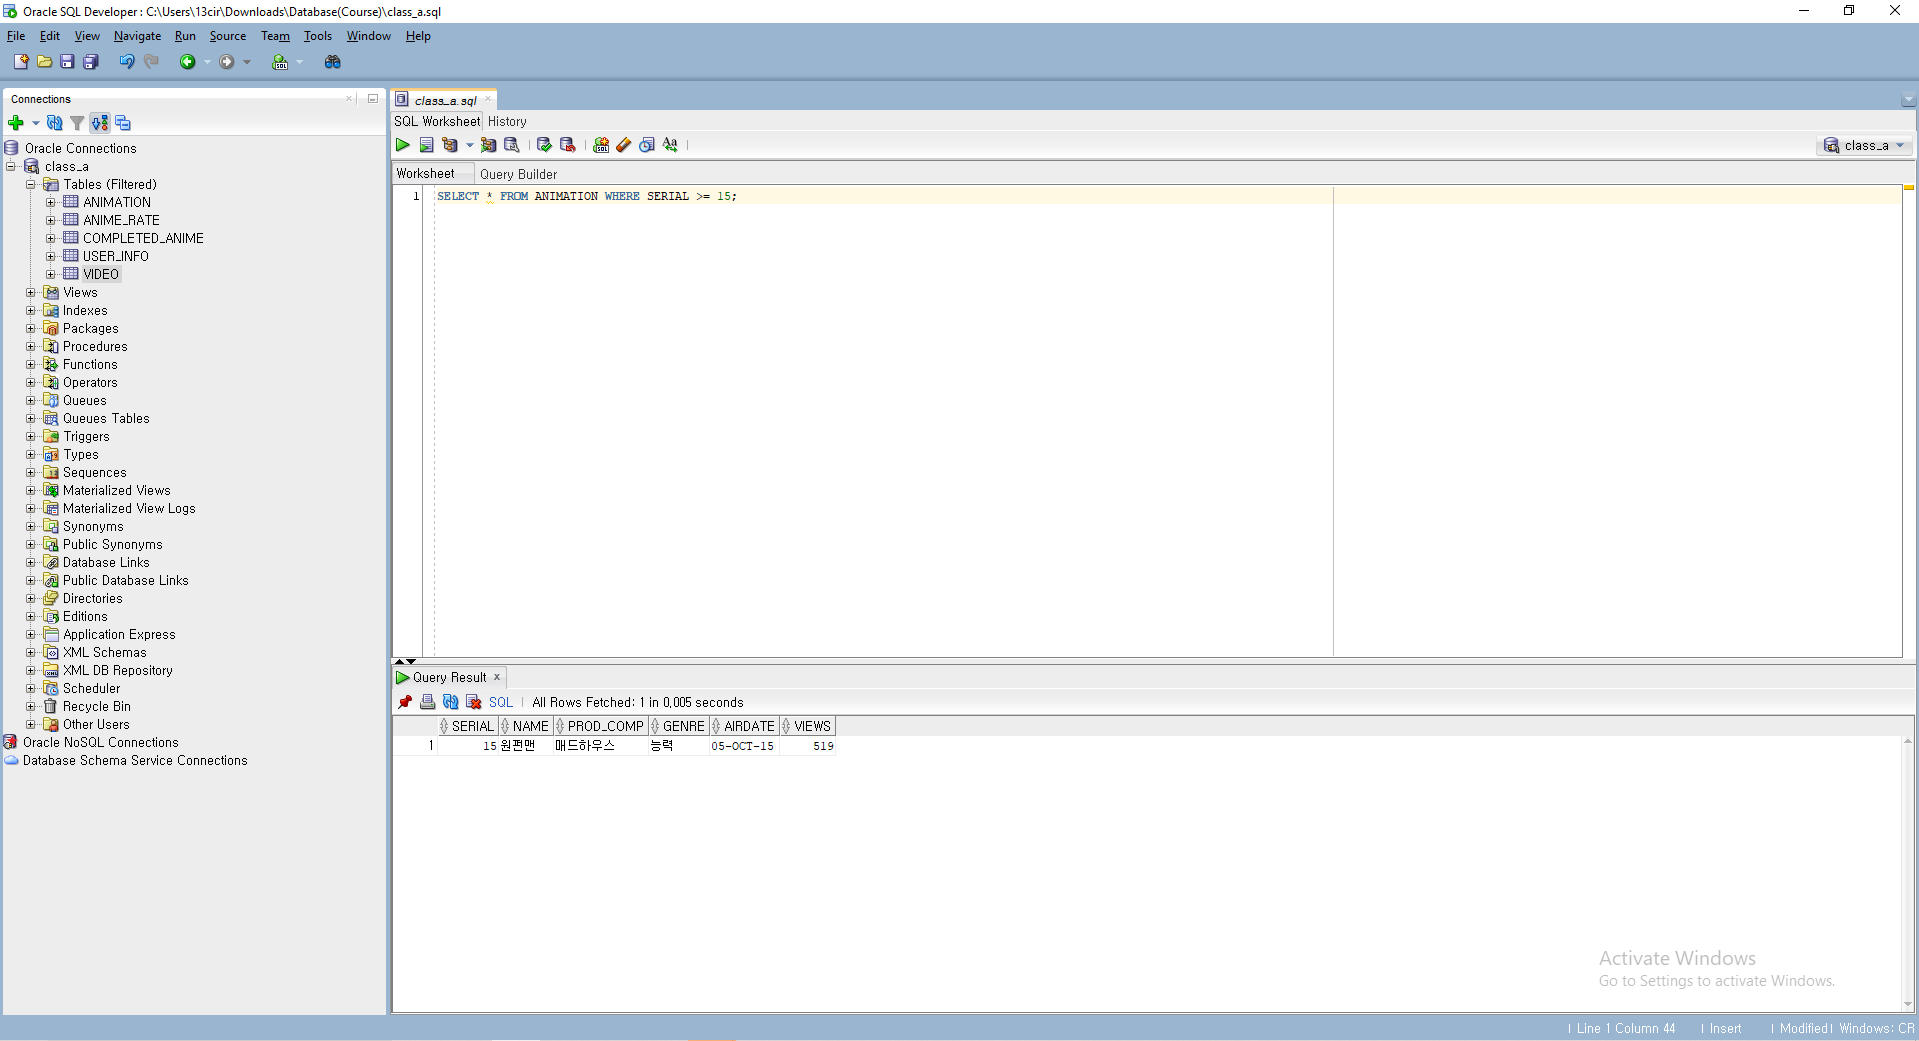 Oracle SQL Developer : C:\Users\13cir\Downloads\Database(Course)\class_a.sql
File Edit View Navigate Run Source Team Tools Window Help
Connections
Oracle Connections
class_a
Tables (Filtered)
ANIMATION
ANIME_RATE
COMPLETED_ANIME
USER_INFO
VIDEO
Views
Indexes
Packages
Procedures
Functions
Operators
Queues
Queues Tables
Triggers
Types
Sequences
Materialized Views
Materialized View Logs
Synonyms
Public Synonyms
Database Links
Public Database Links
Directories
Editions
Application Express
XML Schemas
XML DB Repository
Scheduler
Recycle Bin
Other Users
Oracle NoSQL Connections
Database Schema Service Connections
class_a.sql
SQL Worksheet History
class_a
Worksheet Query Builder
1 SELECT * FROM ANIMATION WHERE SERIAL >= 15;
Query Result
SQL All Rows Fetched: 1 in 0,005 seconds
SERIAL NAME PROD_COMP GENRE AIRDATE VIEWS
1 15 원펀맨 매드하우스 능력 05-OCT-15 519
Activate Windows
Go to Settings to activate Windows.
Line 1 Column 44 Insert Modified Windows: CR